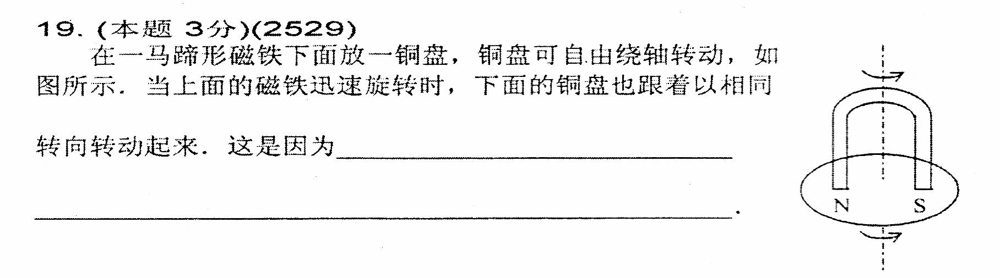 19. (本题 3分)(2529)
在一马蹄形磁铁下面放一铜盘，铜盘可自由绕轴转动，如
图所示．当上面的磁铁迅速旋转时，下面的铜盘也跟着以相同
转向转动起来．这是因为
．
N S